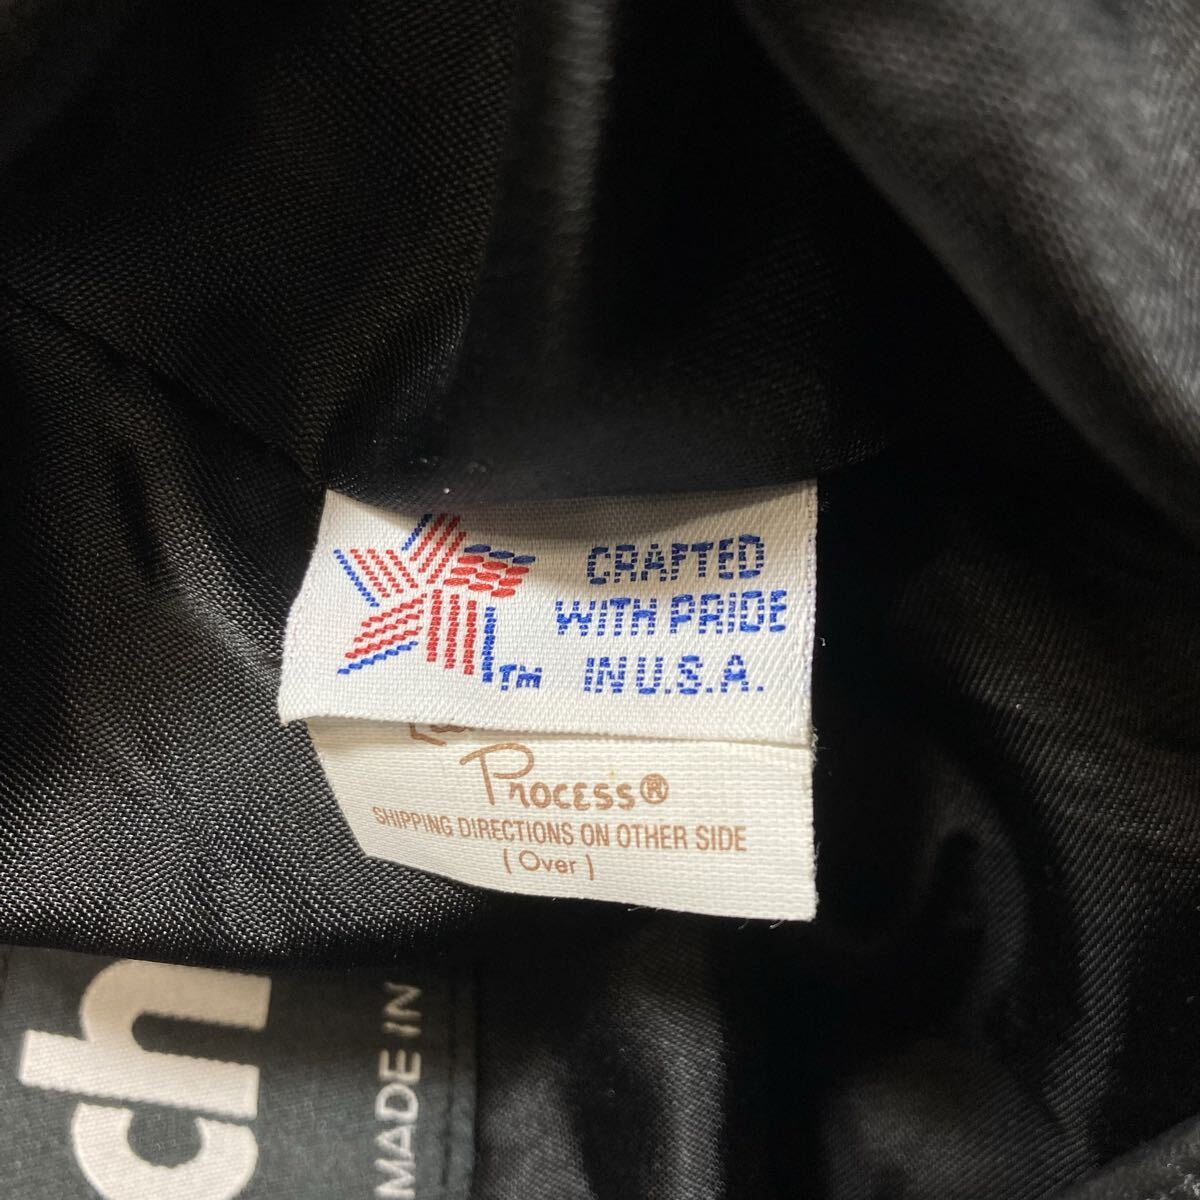 CRAFTED
WITH PRIDE
IN U.S.A.
TM
Process®
SHIPPING DIRECTIONS ON OTHER SIDE
(Over)
ch
MADE IN